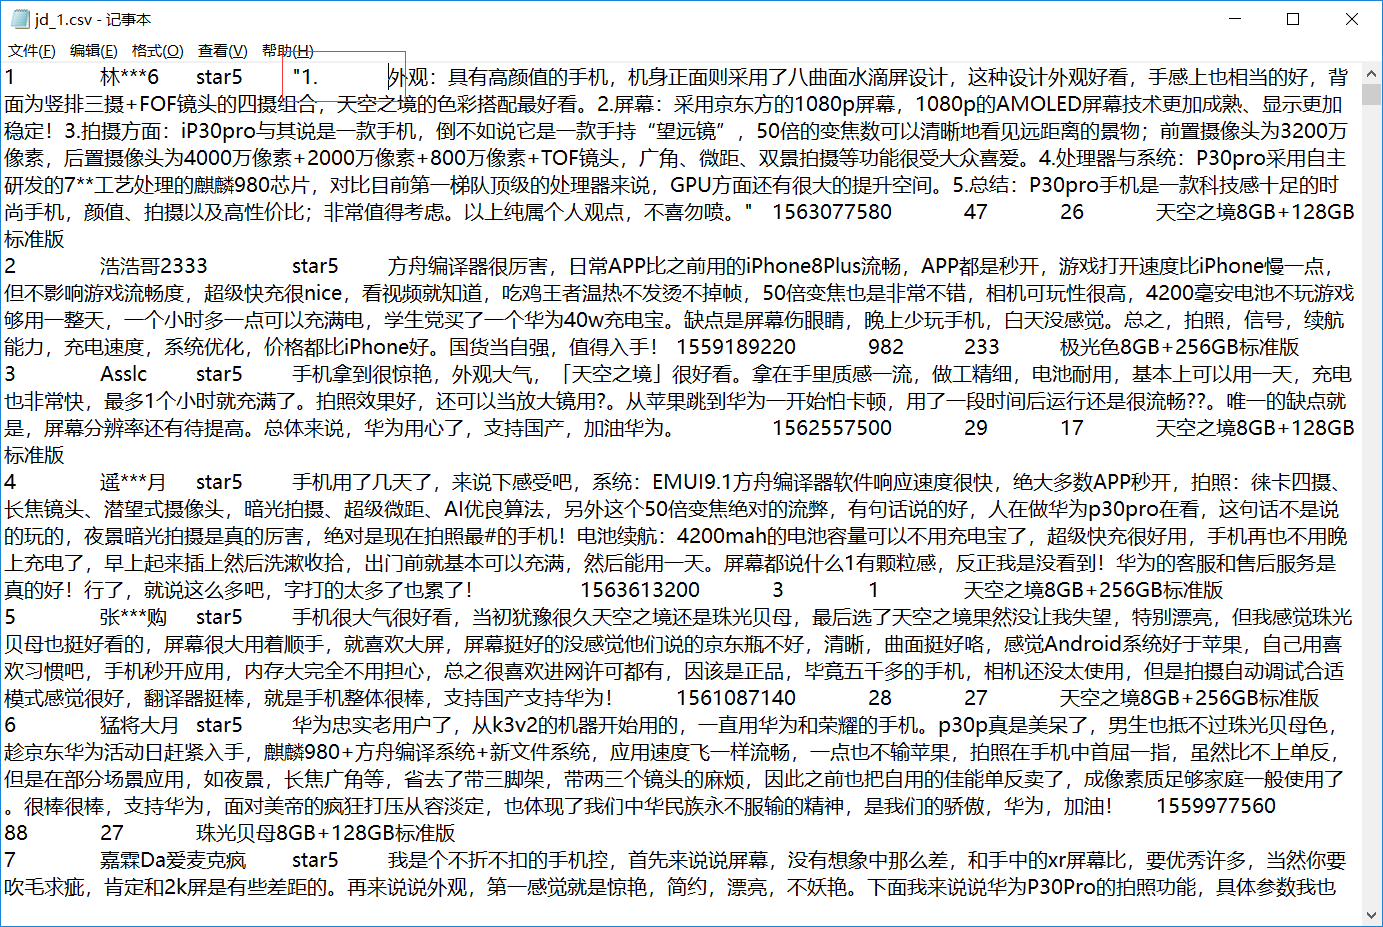 jd_1.csv - 记事本
文件(F) 编辑(E) 格式(O) 查看(V) 帮助(H)
1 林***6 star5 "1. 外观：具有高颜值的手机，机身正面则采用了八曲面水滴屏设计，这种设计外观好看，手感上也相当的好，背
面为竖排三摄+FOF镜头的四摄组合，天空之境的色彩搭配最好看。2.屏幕：采用京东方的1080p屏幕，1080p的AMOLED屏幕技术更加成熟、显示更加
稳定！3.拍摄方面：iP30pro与其说是一款手机，倒不如说它是一款手持“望远镜”，50倍的变焦数可以清晰地看见远距离的景物；前置摄像头为3200万
像素，后置摄像头为4000万像素+2000万像素+800万像素+TOF镜头，广角、微距、双景拍摄等功能很受大众喜爱。4.处理器与系统：P30pro采用自主
研发的7**工艺处理的麒麟980芯片，对比目前第一梯队顶级的处理器来说，GPU方面还有很大的提升空间。5.总结：P30pro手机是一款科技感十足的时
尚手机，颜值、拍摄以及高性价比；非常值得考虑。以上纯属个人观点，不喜勿喷。" 1563077580 47 26 天空之境8GB+128GB
标准版
2 浩浩哥2333 star5 方舟编译器很厉害，日常APP比之前用的iPhone8Plus流畅，APP都是秒开，游戏打开速度比iPhone慢一点，
但不影响游戏流畅度，超级快充很nice，看视频就知道，吃鸡王者温热不发烫不掉帧，50倍变焦也是非常不错，相机可玩性很高，4200毫安电池不玩游戏
够用一整天，一个小时多一点可以充满电，学生党买了一个华为40w充电宝。缺点是屏幕伤眼睛，晚上少玩手机，白天没感觉。总之，拍照，信号，续航
能力，充电速度，系统优化，价格都比iPhone好。国货当自强，值得入手！ 1559189220 982 233 极光色8GB+256GB标准版
3 Asslc star5 手机拿到很惊艳，外观大气，「天空之境」很好看。拿在手里质感一流，做工精细，电池耐用，基本上可以用一天，充电
也非常快，最多1个小时就充满了。拍照效果好，还可以当放大镜用?。从苹果跳到华为一开始怕卡顿，用了一段时间后运行还是很流畅??。唯一的缺点就
是，屏幕分辨率还有待提高。总体来说，华为用心了，支持国产，加油华为。 1562557500 29 17 天空之境8GB+128GB
标准版
4 遥***月 star5 手机用了几天了，来说下感受吧，系统：EMUI9.1方舟编译器软件响应速度很快，绝大多数APP秒开，拍照：徕卡四摄、
长焦镜头、潜望式摄像头，暗光拍摄、超级微距、AI优良算法，另外这个50倍变焦绝对的流弊，有句话说的好，人在做华为p30pro在看，这句话不是说
的玩的，夜景暗光拍摄是真的厉害，绝对是现在拍照最#的手机！电池续航：4200mah的电池容量可以不用充电宝了，超级快充很好用，手机再也不用晚
上充电了，早上起来插上然后洗漱收拾，出门前就基本可以充满，然后能用一天。屏幕都说什么1有颗粒感，反正我是没看到！华为的客服和售后服务是
真的好！行了，就说这么多吧，字打的太多了也累了！ 1563613200 3 1 天空之境8GB+256GB标准版
5 张***购 star5 手机很大气很好看，当初犹豫很久天空之境还是珠光贝母，最后选了天空之境果然没让我失望，特别漂亮，但我感觉珠光
贝母也挺好看的，屏幕很大用着顺手，就喜欢大屏，屏幕挺好的没感觉他们说的京东瓶不好，清晰，曲面挺好咯，感觉Android系统好于苹果，自己用喜
欢习惯吧，手机秒开应用，内存大完全不用担心，总之很喜欢进网许可都有，因该是正品，毕竟五千多的手机，相机还没太使用，但是拍摄自动调试合适
模式感觉很好，翻译器挺棒，就是手机整体很棒，支持国产支持华为！ 1561087140 28 27 天空之境8GB+256GB标准版
6 猛将大月 star5 华为忠实老用户了，从k3v2的机器开始用的，一直用华为和荣耀的手机。p30p真是美呆了，男生也抵不过珠光贝母色，
趁京东华为活动日赶紧入手，麒麟980+方舟编译系统+新文件系统，应用速度飞一样流畅，一点也不输苹果，拍照在手机中首屈一指，虽然比不上单反，
但是在部分场景应用，如夜景，长焦广角等，省去了带三脚架，带两三个镜头的麻烦，因此之前也把自用的佳能单反卖了，成像素质足够家庭一般使用了
。很棒很棒，支持华为，面对美帝的疯狂打压从容淡定，也体现了我们中华民族永不服输的精神，是我们的骄傲，华为，加油！ 1559977560
88 27 珠光贝母8GB+128GB标准版
7 嘉霖Da爱麦克疯 star5 我是个不折不扣的手机控，首先来说说屏幕，没有想象中那么差，和手中的xr屏幕比，要优秀许多，当然你要
吹毛求疵，肯定和2k屏是有些差距的。再来说说外观，第一感觉就是惊艳，简约，漂亮，不妖艳。下面我来说说华为P30Pro的拍照功能，具体参数我也